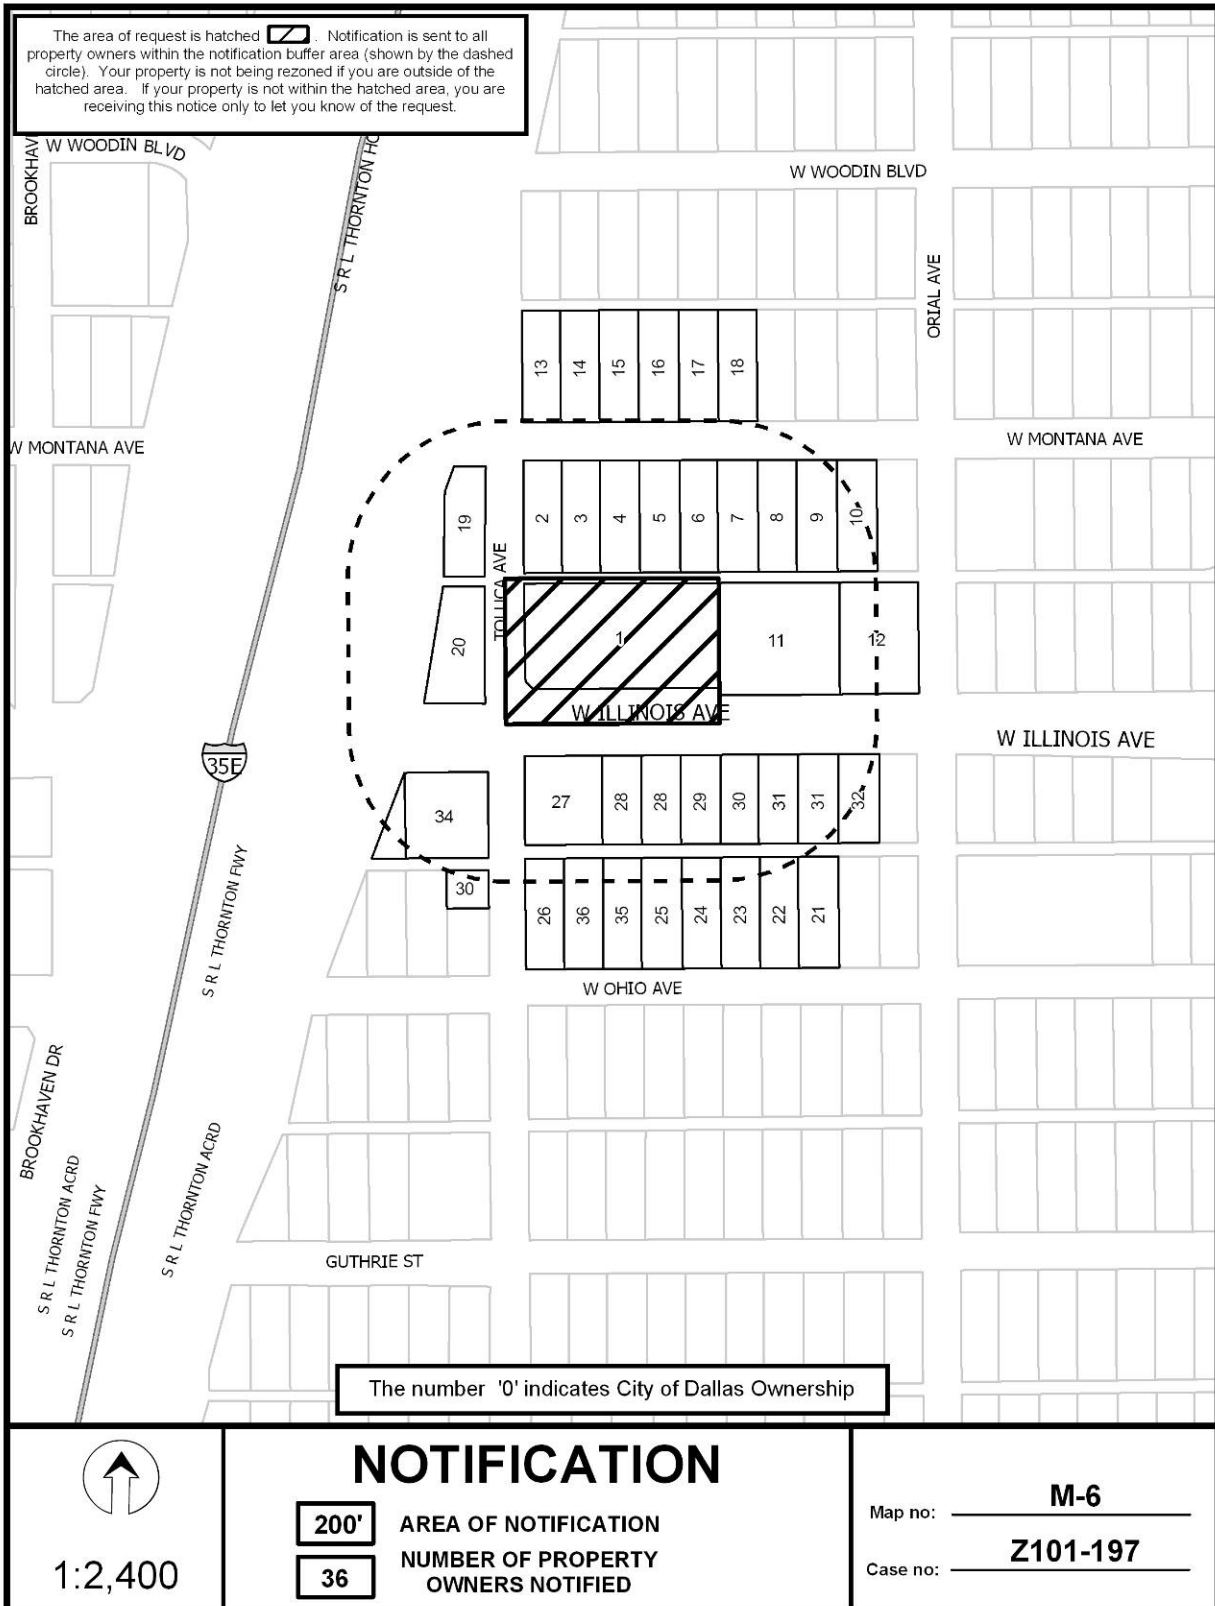 The area of request is hatched . Notification is sent to all
property owners within the notification buffer area (shown by the dashed
circle). Your property is not being rezoned if you are outside of the
hatched area. If your property is not within the hatched area, you are
receiving this notice only to let you know of the request.
W WOODIN BLVD
W WOODIN BLVD
S R L THORNTON
ORIAL AVE
13 14 15 16 17 18
W MONTANA AVE
W MONTANA AVE
19 2 3 4 5 6 7 8 9 10
TOLUCA AVE
20 1 11 12
W ILLINOIS AVE
W ILLINOIS AVE
35E
34 27 28 28 29 30 31 31 32
30
26 36 35 25 24 23 22 21
S R L THORNTON FWY
W OHIO AVE
BROOKHAVEN DR
S R L THORNTON ACRD
S R L THORNTON FWY
S R L THORNTON ACRD
GUTHRIE ST
The number '0' indicates City of Dallas Ownership
1:2,400
NOTIFICATION
200' AREA OF NOTIFICATION
36 NUMBER OF PROPERTY
OWNERS NOTIFIED
Map no: M-6
Case no: Z101-197